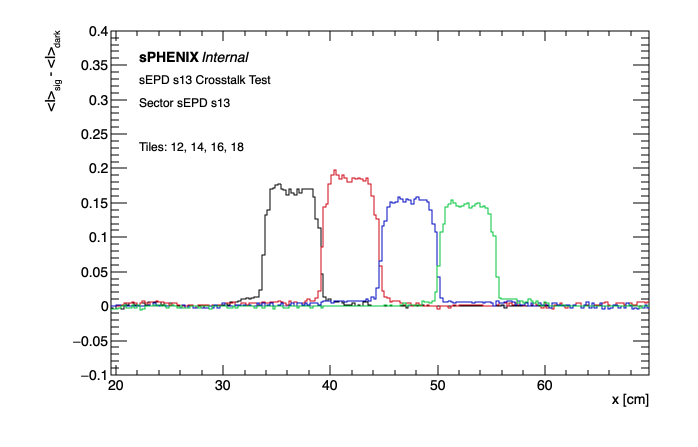 <I>sig - <I>dark
0.4
0.35
0.3
0.25
0.2
0.15
0.1
0.05
0
−0.05
−0.1
sPHENIX Internal
sEPD s13 Crosstalk Test
Sector sEPD s13
Tiles: 12, 14, 16, 18
20 30 40 50 60
x [cm]